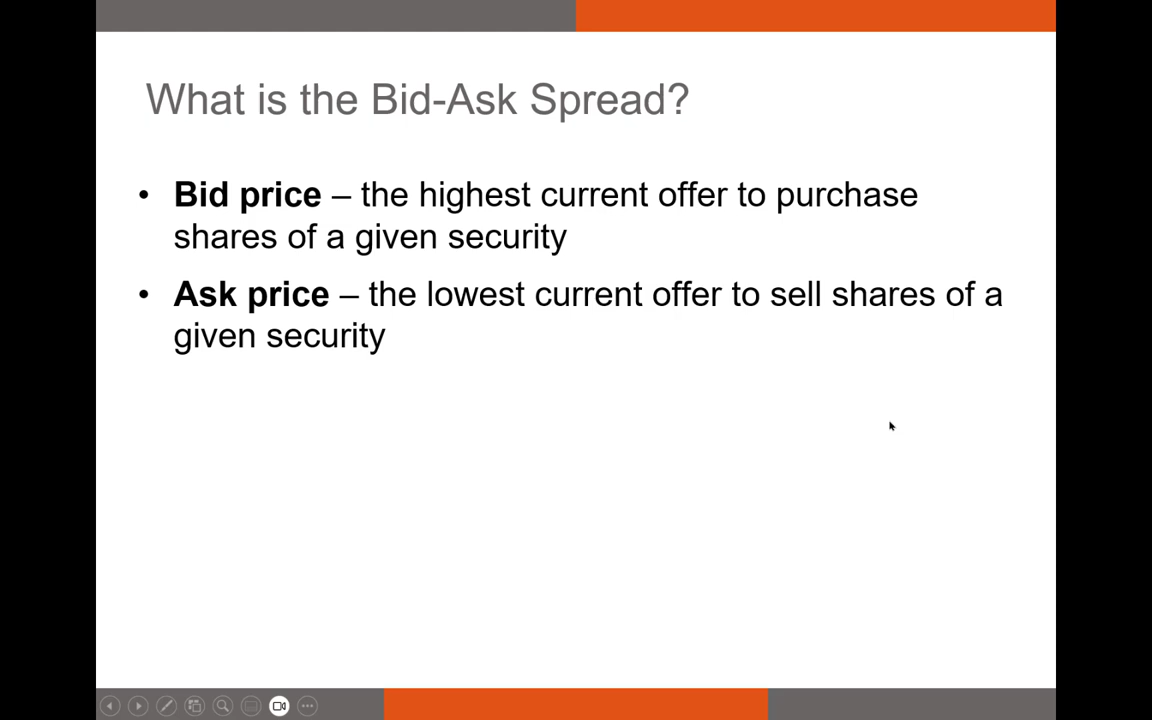 What is the Bid-Ask Spread?
• Bid price – the highest current offer to purchase
shares of a given security
• Ask price – the lowest current offer to sell shares of a
given security